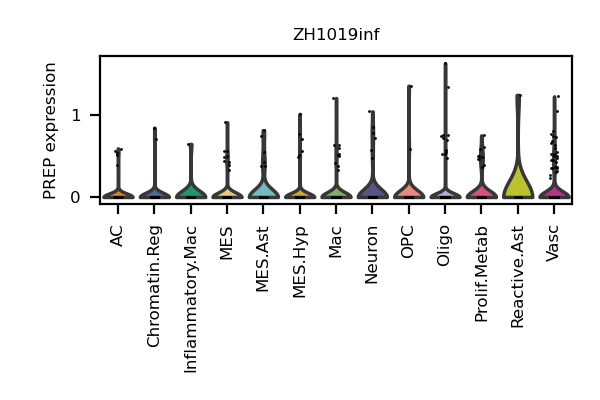 ZH1019inf
PREP expression
1
0
AC
Chromatin.Reg
Inflammatory.Mac
MES
MES.Ast
MES.Hyp
Mac
Neuron
OPC
Oligo
Prolif.Metab
Reactive.Ast
Vasc